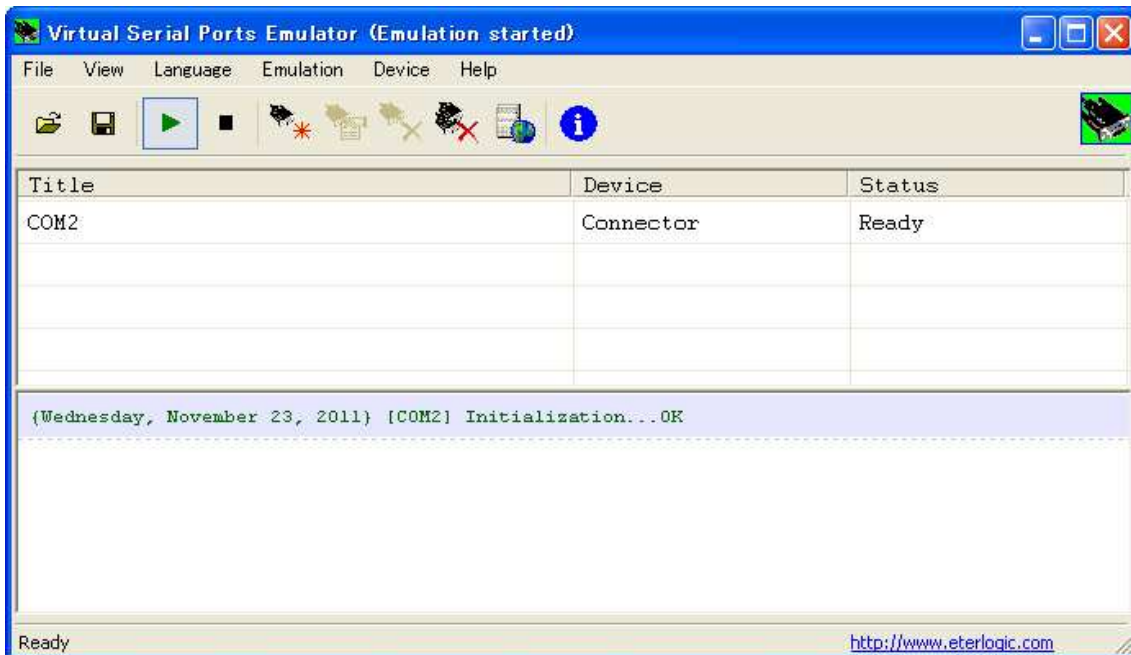 Virtual Serial Ports Emulator (Emulation started)
File View Language Emulation Device Help
Title Device Status
COM2 Connector Ready
{Wednesday, November 23, 2011} [COM2] Initialization...OK
Ready http://www.eterlogic.com